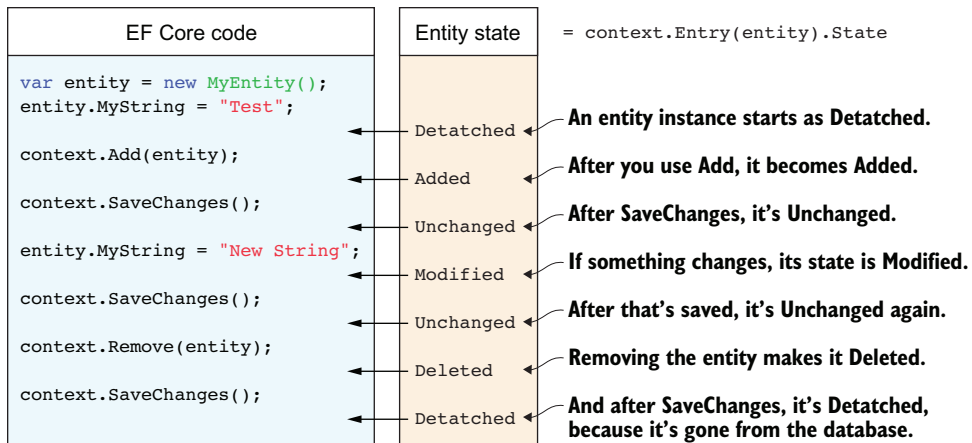 EF Core code
Entity state
= context.Entry(entity).State
var entity = new MyEntity();
entity.MyString = "Test";
Detatched
An entity instance starts as Detatched.
context.Add(entity);
Added
After you use Add, it becomes Added.
context.SaveChanges();
Unchanged
After SaveChanges, it's Unchanged.
entity.MyString = "New String";
Modified
If something changes, its state is Modified.
context.SaveChanges();
Unchanged
After that's saved, it's Unchanged again.
context.Remove(entity);
Deleted
Removing the entity makes it Deleted.
context.SaveChanges();
Detatched
And after SaveChanges, it's Detatched,
because it's gone from the database.